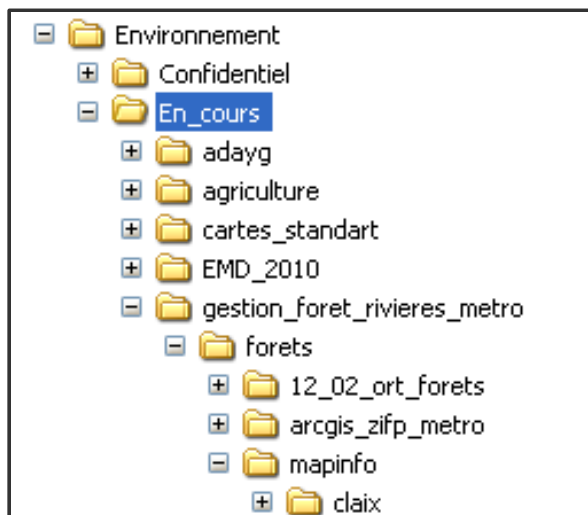 Environnement
Confidentiel
En_cours
adayg
agriculture
cartes_standart
EMD_2010
gestion_foret_rivieres_metro
forets
12_02_ort_forets
arcgis_zifp_metro
mapinfo
claix